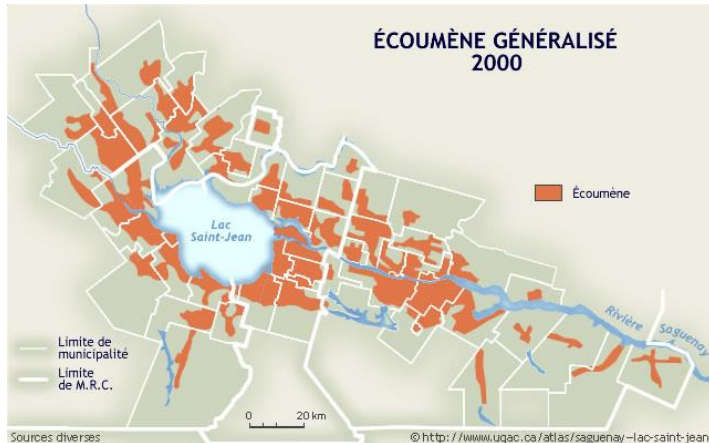 ÉCOUMÈNE GÉNÉRALISÉ
2000
Écoumène
Lac
Saint-Jean
Rivière Saguenay
Limite de
municipalité
Limite
de M.R.C.
0 20 km
Sources diverses
©http://www.uqac.ca/atlas/saguenay-lac-saint-jean